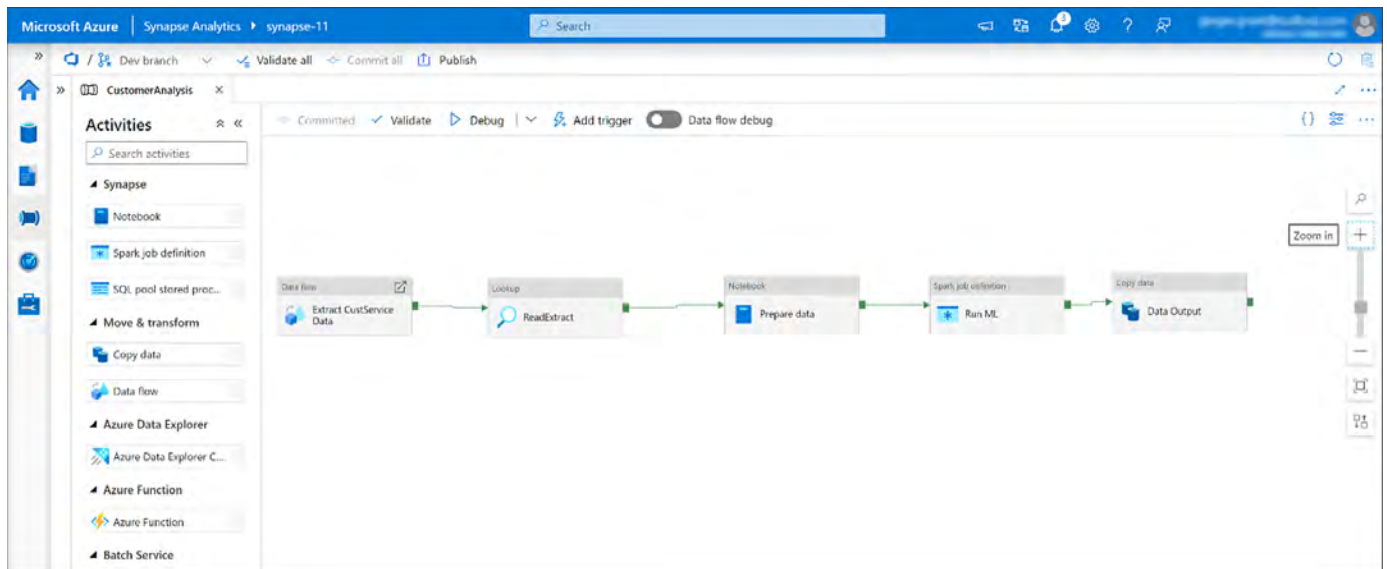 Microsoft Azure | Synapse Analytics ▸ synapse-11
Search
3
» / Dev branch Validate all Commit all Publish
» CustomerAnalysis ×
Activities
Committed Validate Debug Add trigger Data flow debug
{}
Search activities
Synapse
Notebook
Spark job definition
SQL pool stored proc...
Move & transform
Copy data
Data flow
Azure Data Explorer
Azure Data Explorer C...
Azure Function
Azure Function
Batch Service
Data flow
Extract CustService
Data
Lookup
ReadExtract
Notebook
Prepare data
Spark job definition
Run ML
Copy data
Data Output
Zoom in